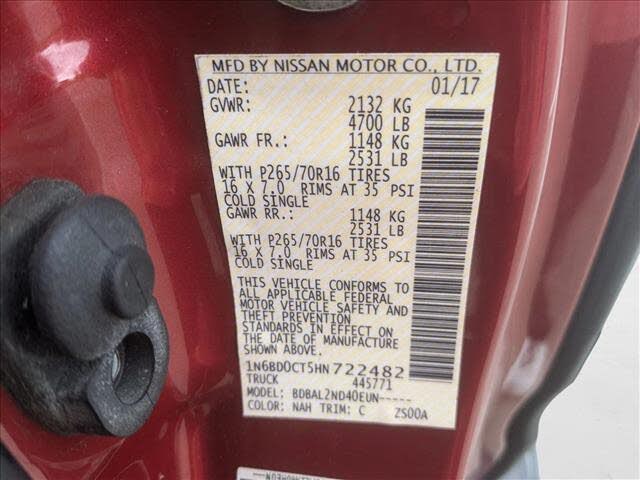 MFD BY NISSAN MOTOR CO., LTD.
DATE: 01/17
GVWR: 2132 KG
4700 LB
GAWR FR.: 1148 KG
2531 LB
WITH P265/70R16 TIRES
16 X 7.0 RIMS AT 35 PSI
COLD SINGLE
GAWR RR.: 1148 KG
2531 LB
WITH P265/70R16 TIRES
16 X 7.0 RIMS AT 35 PSI
COLD SINGLE
THIS VEHICLE CONFORMS TO
ALL APPLICABLE FEDERAL
MOTOR VEHICLE SAFETY AND
THEFT PREVENTION
STANDARDS IN EFFECT ON
THE DATE OF MANUFACTURE
SHOWN ABOVE.
1N6BD0CT5HN722482
TRUCK 445771
MODEL: BDBAL2ND40EUN-----
COLOR: NAH TRIM: C ZS00A